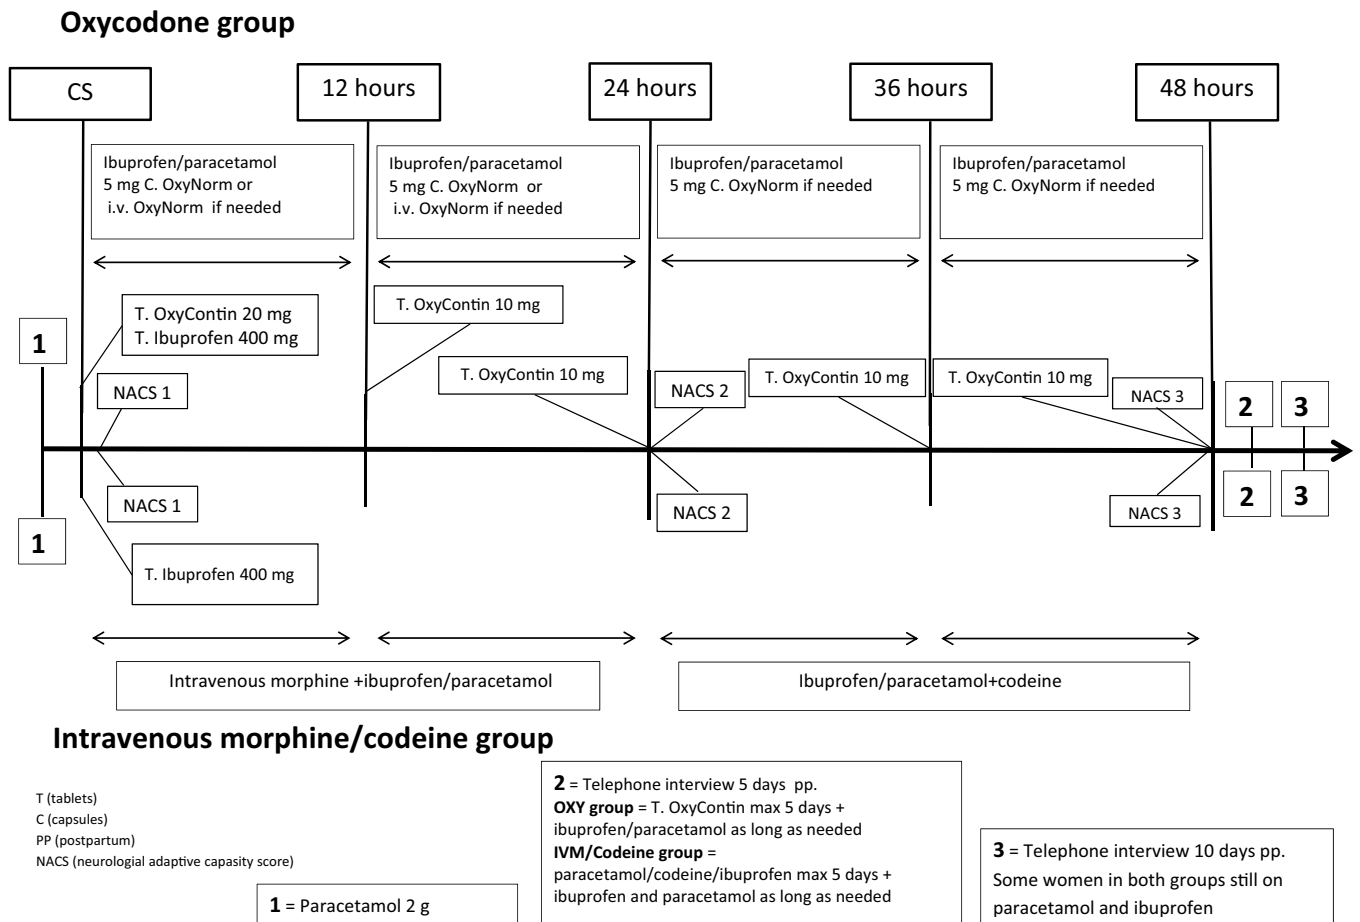 Oxycodone group
CS
12 hours
24 hours
36 hours
48 hours
Ibuprofen/paracetamol
5 mg C. OxyNorm or
i.v. OxyNorm if needed
Ibuprofen/paracetamol
5 mg C. OxyNorm or
i.v. OxyNorm if needed
Ibuprofen/paracetamol
5 mg C. OxyNorm if needed
Ibuprofen/paracetamol
5 mg C. OxyNorm if needed
T. OxyContin 20 mg
T. Ibuprofen 400 mg
T. OxyContin 10 mg
1
NACS 1
T. OxyContin 10 mg
NACS 2
T. OxyContin 10 mg
T. OxyContin 10 mg
NACS 3
2
3
1
NACS 1
NACS 2
NACS 3
2
3
T. Ibuprofen 400 mg
Intravenous morphine +ibuprofen/paracetamol
Ibuprofen/paracetamol+codeine
Intravenous morphine/codeine group
T (tablets)
C (capsules)
PP (postpartum)
NACS (neurologial adaptive capasity score)
1 = Paracetamol 2 g
2 = Telephone interview 5 days pp.
OXY group = T. OxyContin max 5 days +
ibuprofen/paracetamol as long as needed
IVM/Codeine group =
paracetamol/codeine/ibuprofen max 5 days +
ibuprofen and paracetamol as long as needed
3 = Telephone interview 10 days pp.
Some women in both groups still on
paracetamol and ibuprofen